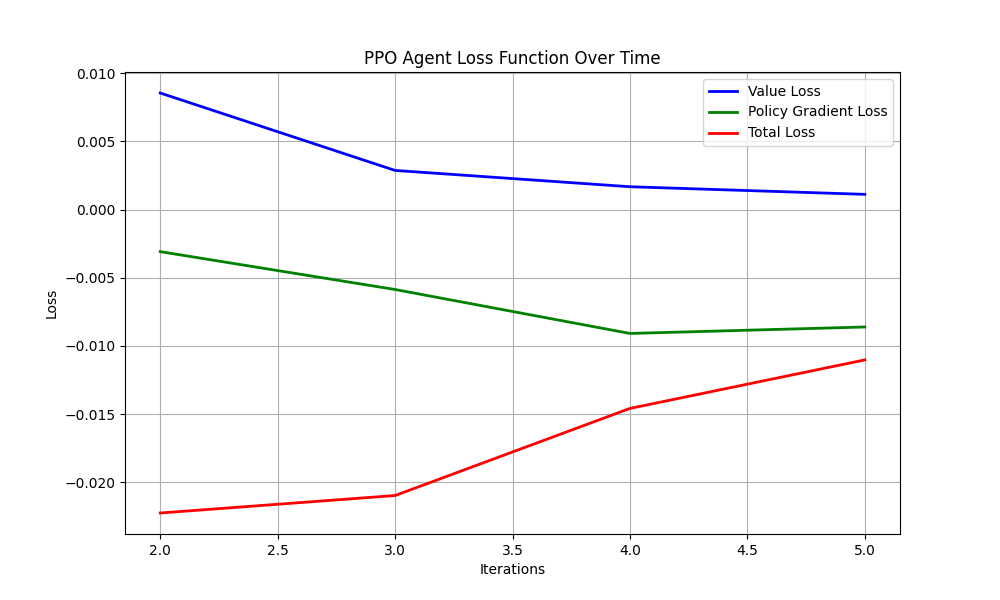 PPO Agent Loss Function Over Time
0.010
0.005
0.000
−0.005
−0.010
−0.015
−0.020
Loss
Value Loss
Policy Gradient Loss
Total Loss
2.0 2.5 3.0 3.5 4.0 4.5 5.0
Iterations